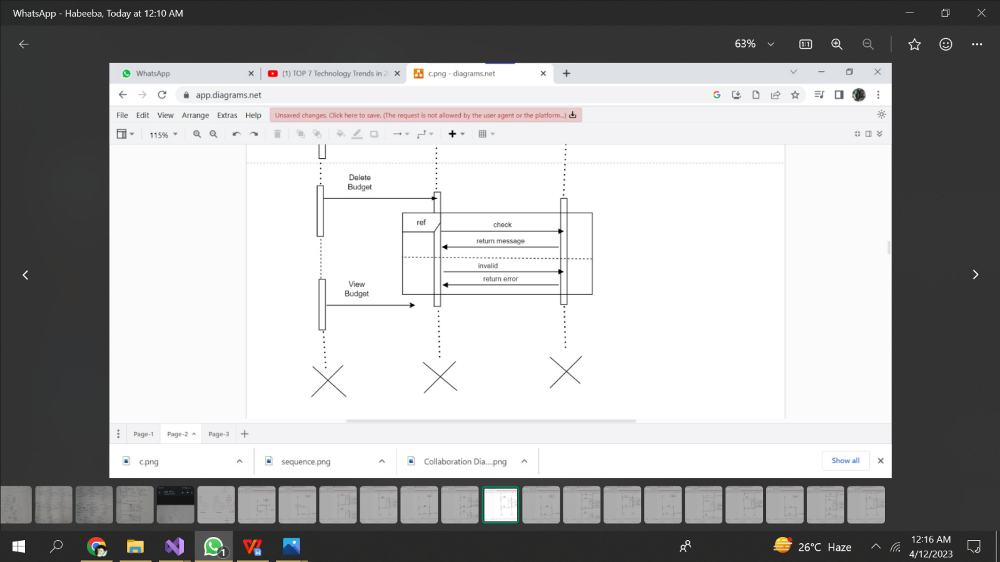 WhatsApp - Habeeba, Today at 12:10 AM
63%
1:1
WhatsApp
(1) TOP 7 Technology Trends in 2
c.png - diagrams.net
app.diagrams.net
File Edit View Arrange Extras Help
Unsaved changes. Click here to save. (The request is not allowed by the user agent or the platform...)
115%
Delete
Budget
ref
check
return message
invalid
return error
View
Budget
Page-1 Page-2 Page-3
c.png
sequence.png
Collaboration Dia....png
Show all
1
26°C Haze
12:16 AM
4/12/2023